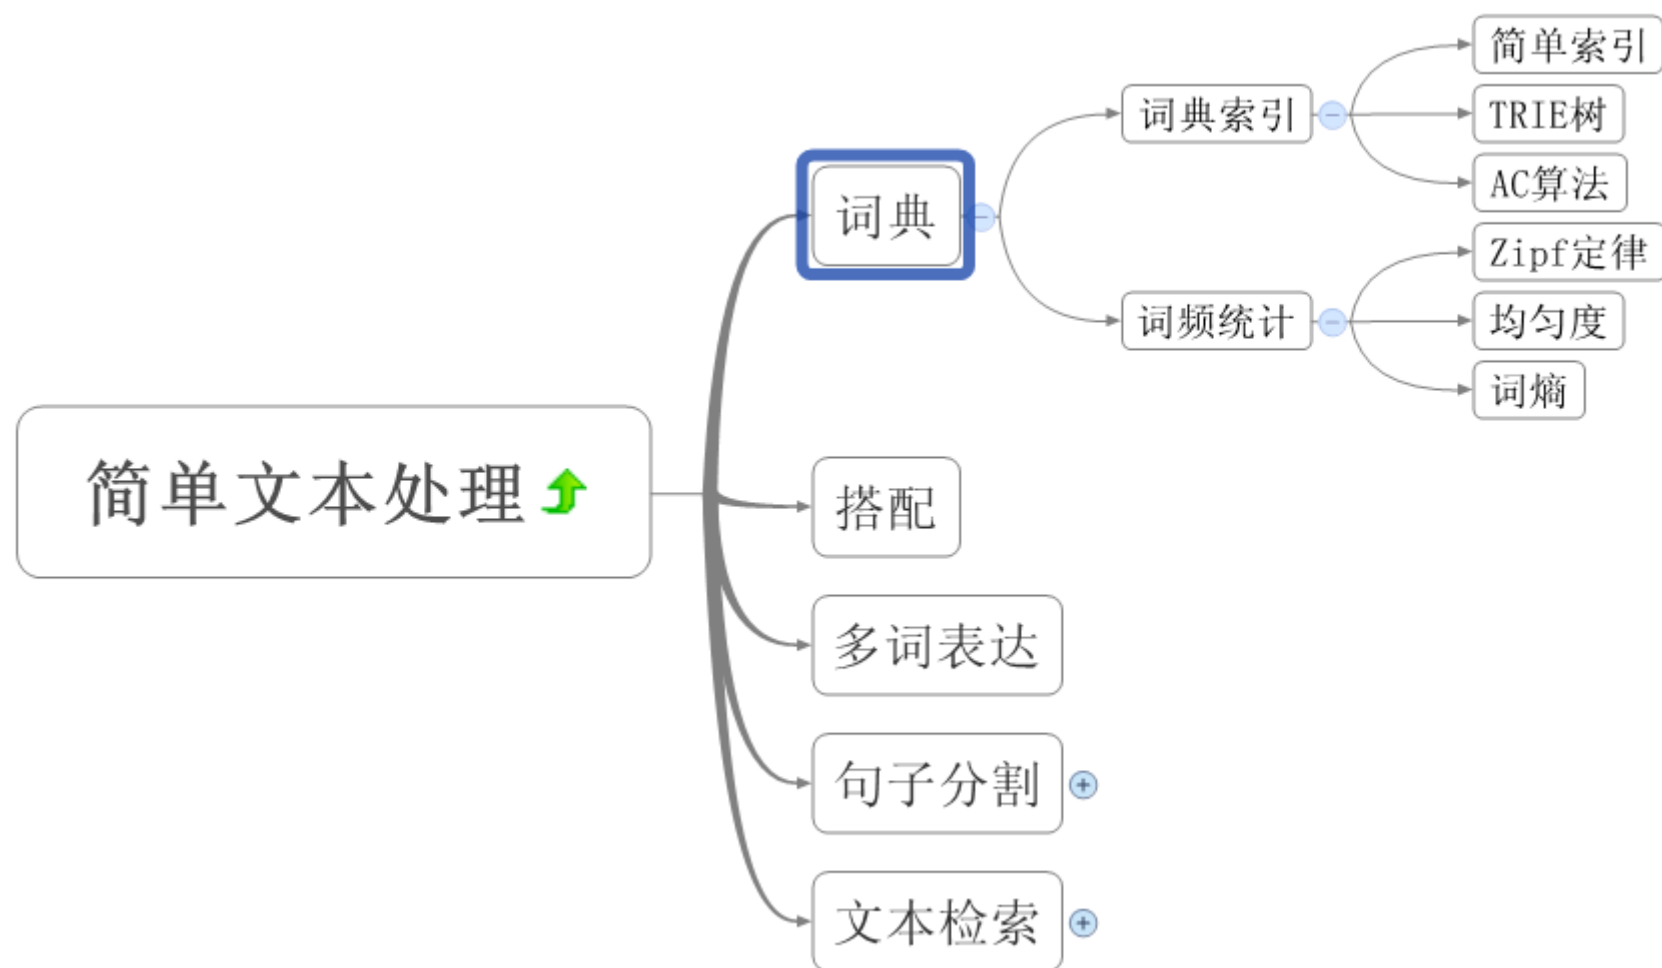 简单文本处理
词典
词典索引
简单索引
TRIE树
AC算法
词频统计
Zipf定律
均匀度
词熵
搭配
多词表达
句子分割
文本检索